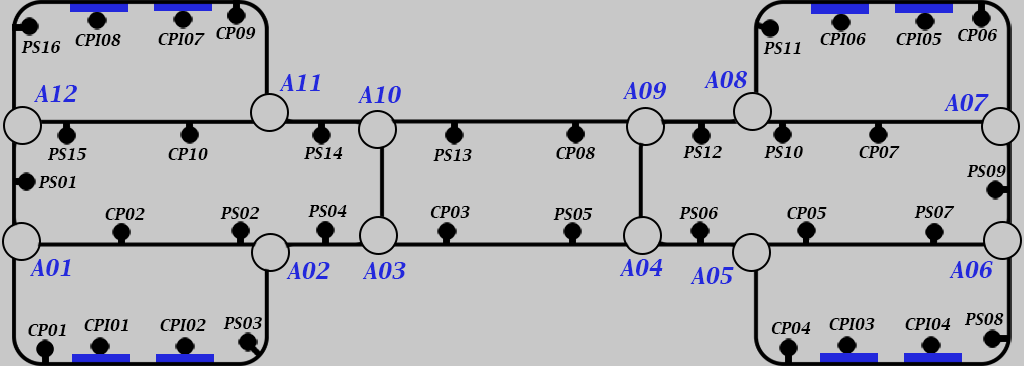 PS16 CPI08 CPI07 CP09 PS11 CPI06 CPI05 CP06
A12 A11 A10 A09 A08 A07
PS15 CP10 PS14 PS13 CP08 PS12 PS10 CP07
PS01 PS09
CP02 PS02 PS04 CP03 PS05 PS06 CP05 PS07
A01 A02 A03 A04 A05 A06
CP01 CPI01 CPI02 PS03 CP04 CPI03 CPI04 PS08